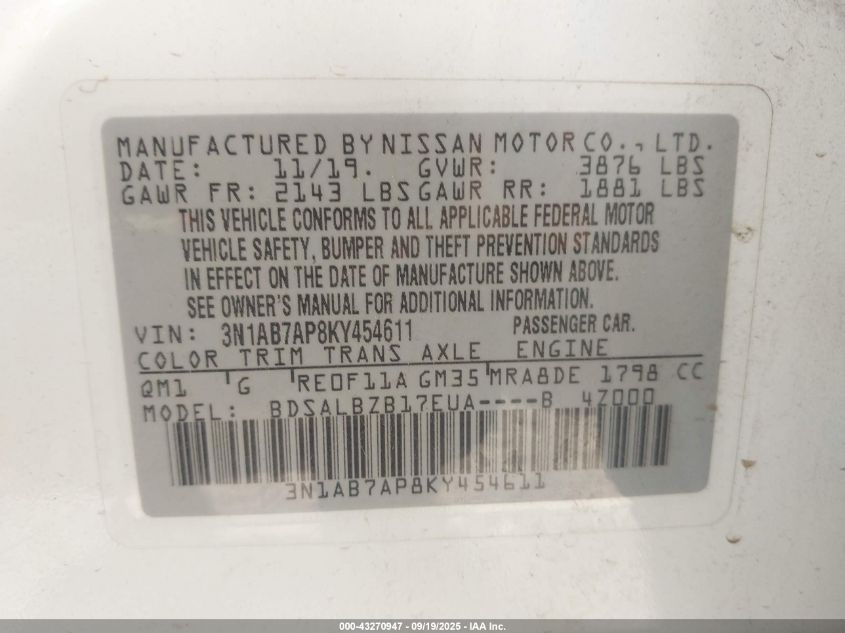 MANUFACTURED BY NISSAN MOTOR CO., LTD.
DATE: 11/19. GVWR: 3876 LBS
GAWR FR: 2143 LBS GAWR RR: 1881 LBS
THIS VEHICLE CONFORMS TO ALL APPLICABLE FEDERAL MOTOR
VEHICLE SAFETY, BUMPER AND THEFT PREVENTION STANDARDS
IN EFFECT ON THE DATE OF MANUFACTURE SHOWN ABOVE.
SEE OWNER'S MANUAL FOR ADDITIONAL INFORMATION.
VIN: 3N1AB7AP8KY454611 PASSENGER CAR.
COLOR TRIM TRANS AXLE ENGINE
QM1 G RE0F11A GM35 MRA8DE 1798 CC
MODEL: BDSALBZB17EUA----B 4Z000
3N1AB7AP8KY454611
000-43270947 - 09/19/2025 - IAA Inc.